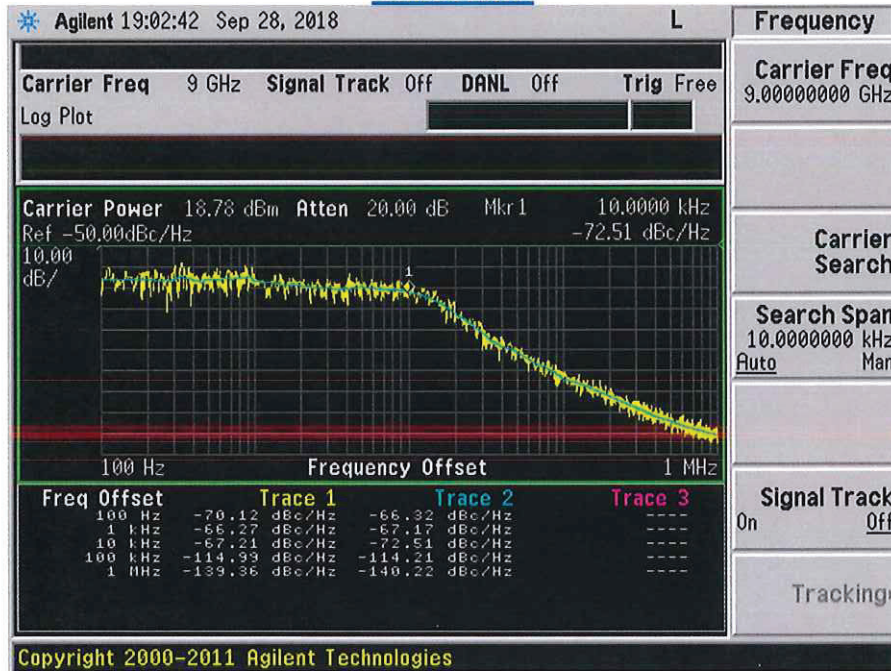 Agilent 19:02:42 Sep 28, 2018 L
Carrier Freq 9 GHz Signal Track Off DANL Off Trig Free
Log Plot
Carrier Power 18.78 dBm Atten 20.00 dB Mkr1 10.0000 kHz
Ref -50.00dBc/Hz -72.51 dBc/Hz
10.00
dB/
1
100 Hz Frequency Offset 1 MHz
Freq Offset Trace 1 Trace 2 Trace 3
100 Hz -70.12 dBc/Hz -66.32 dBc/Hz ----
1 kHz -66.27 dBc/Hz -67.17 dBc/Hz ----
10 kHz -67.21 dBc/Hz -72.51 dBc/Hz ----
100 kHz -114.99 dBc/Hz -114.21 dBc/Hz ----
1 MHz -139.36 dBc/Hz -140.22 dBc/Hz ----
Copyright 2000-2011 Agilent Technologies
Frequency
Carrier Freq
9.00000000 GHz
Carrier
Search
Search Span
10.0000000 kHz
Auto Man
Signal Track
On Off
Tracking